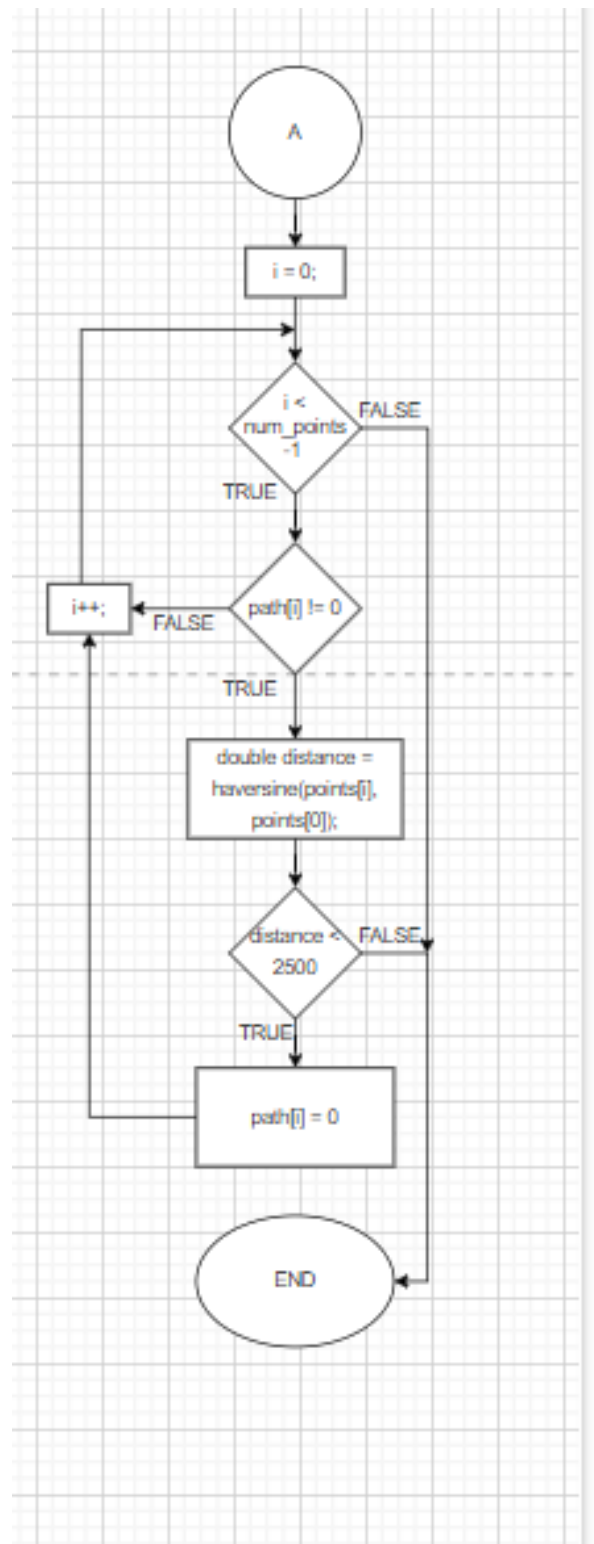 A
i = 0;
i <
num_points
-1
FALSE
TRUE
path[i] != 0
i++;
FALSE
TRUE
double distance =
haversine(points[i],
points[0]);
distance <
2500
FALSE
TRUE
path[i] = 0
END